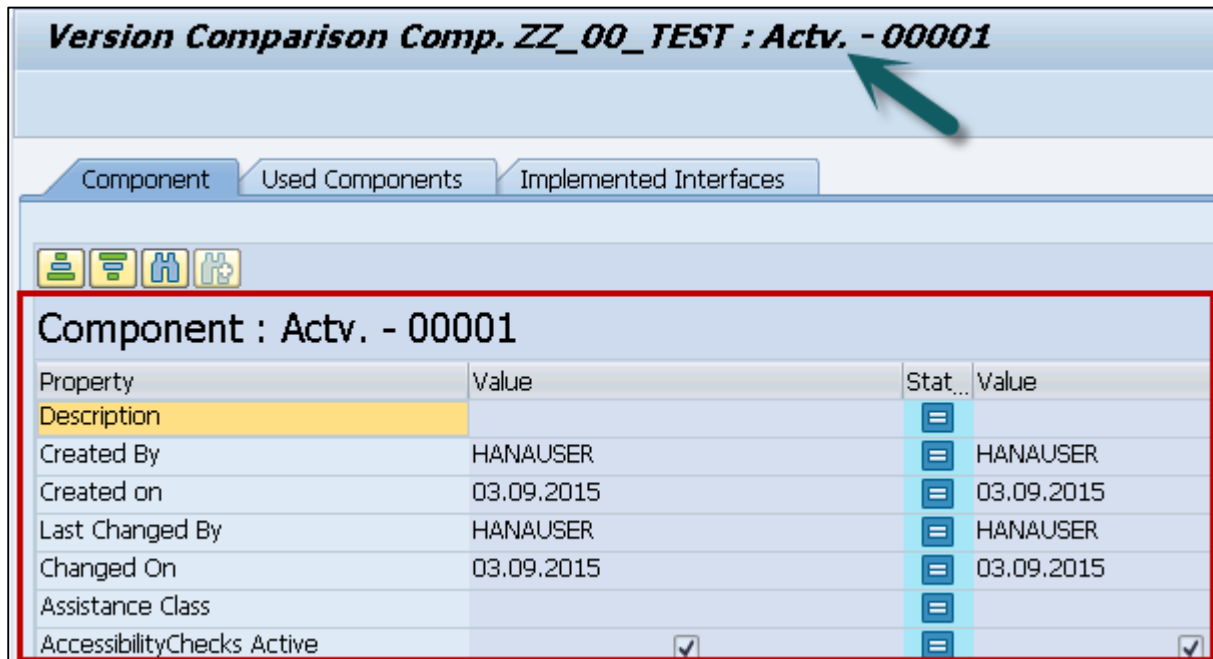 Version Comparison Comp. ZZ_00_TEST : Actv. - 00001
Component Used Components Implemented Interfaces
Component : Actv. - 00001
Property Value Stat... Value
Description
Created By HANAUSER HANAUSER
Created on 03.09.2015 03.09.2015
Last Changed By HANAUSER HANAUSER
Changed On 03.09.2015 03.09.2015
Assistance Class
AccessibilityChecks Active